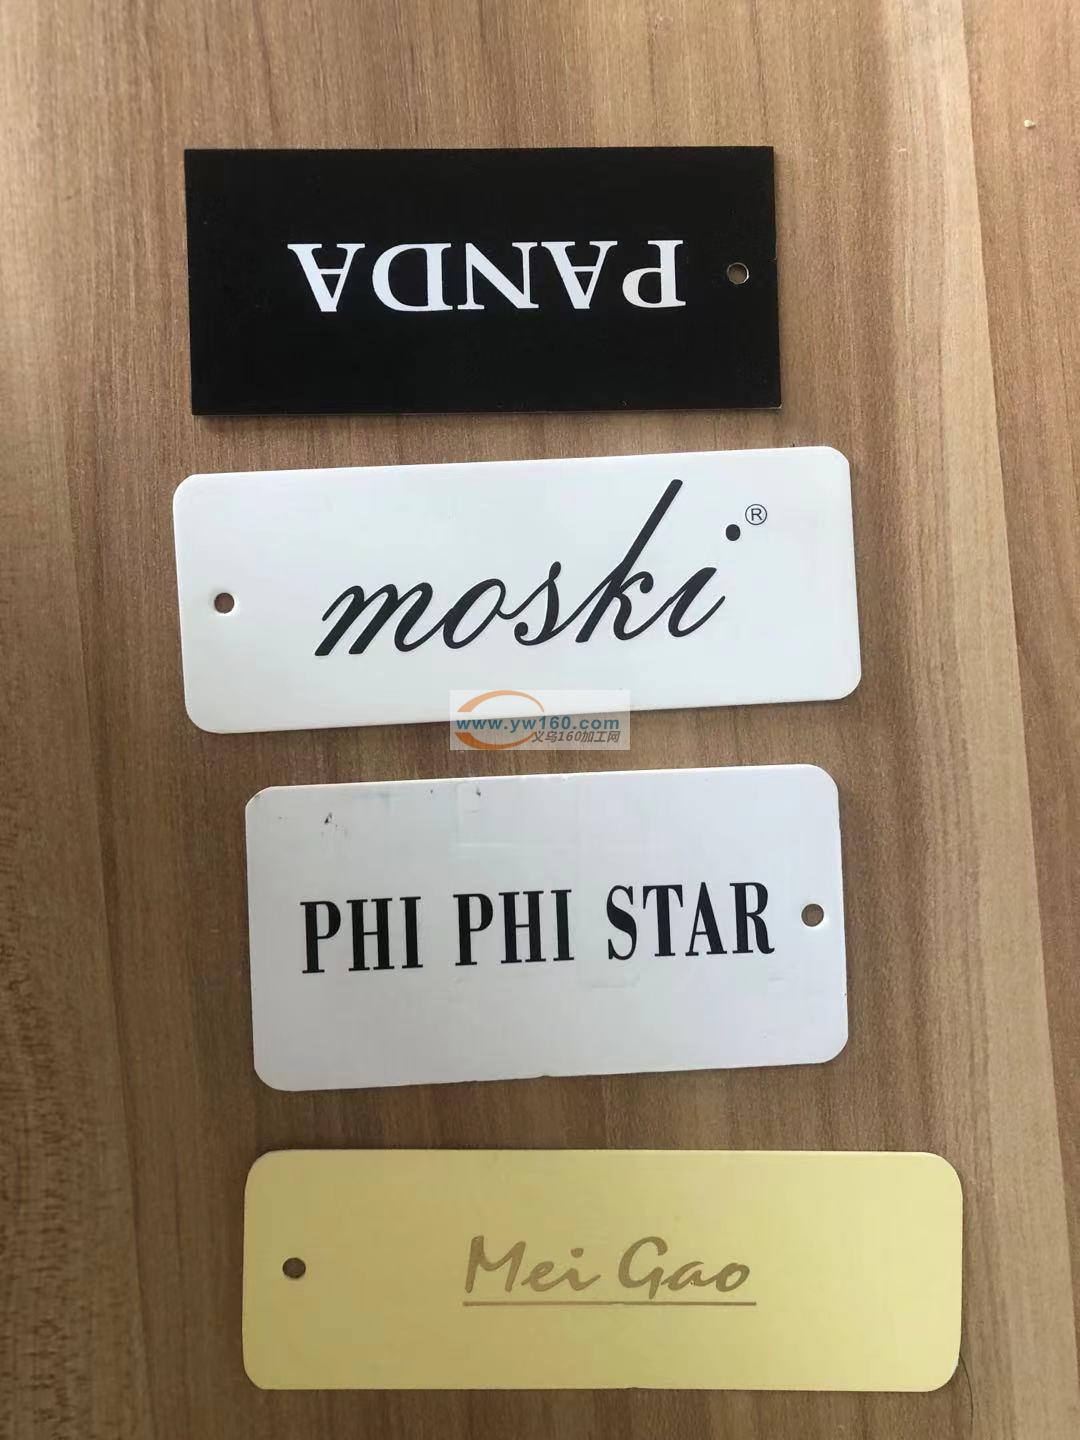 PANDA
moski®
www.yw160.com
义乌160加工网
PHI PHI STAR
Mei Gao